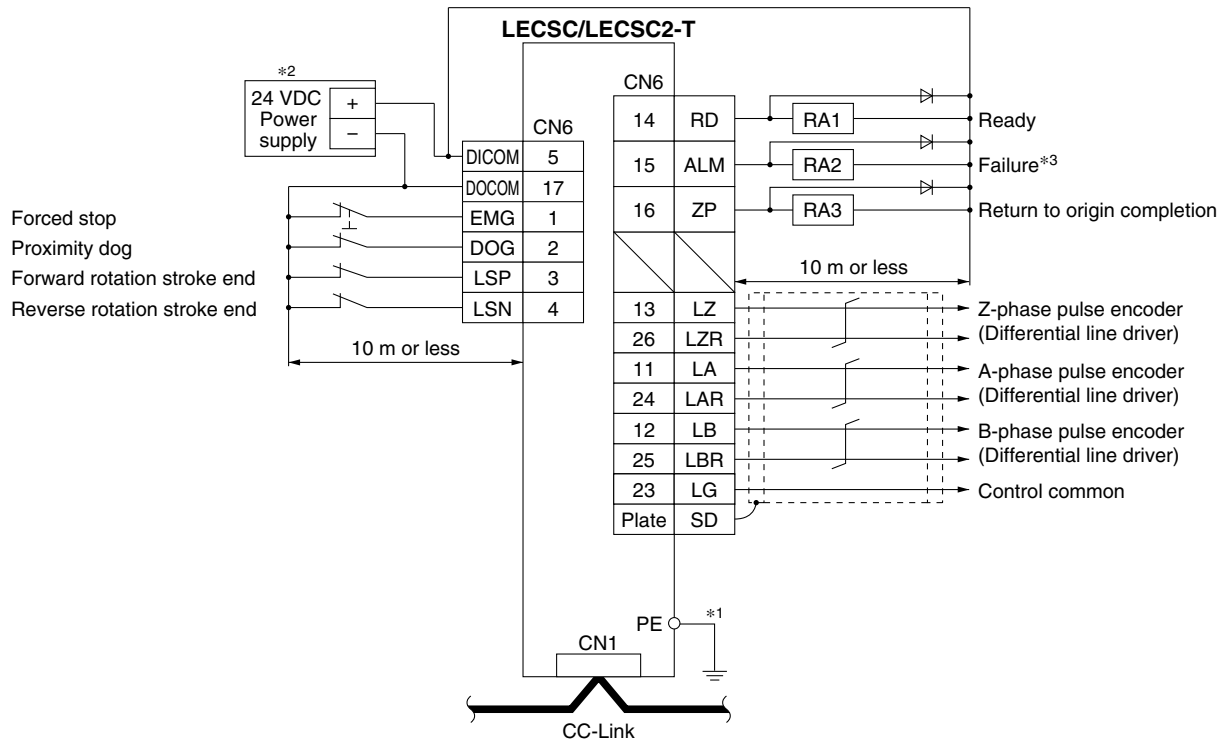 LECSC/LECSC2-T
*2
24 VDC
Power
supply
+
−
CN6
DICOM 5
DOCOM 17
EMG 1
DOG 2
LSP 3
LSN 4
Forced stop
Proximity dog
Forward rotation stroke end
Reverse rotation stroke end
10 m or less
CN6
14 RD RA1 Ready
15 ALM RA2 Failure*3
16 ZP RA3 Return to origin completion
10 m or less
13 LZ Z-phase pulse encoder
26 LZR (Differential line driver)
11 LA A-phase pulse encoder
24 LAR (Differential line driver)
12 LB B-phase pulse encoder
25 LBR (Differential line driver)
23 LG Control common
Plate SD
PE *1
CN1
CC-Link